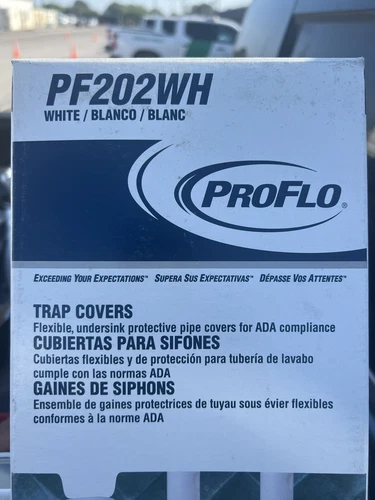 PF202WH
WHITE / BLANCO / BLANC
PROFLO®
EXCEEDING YOUR EXPECTATIONS™ SUPERA SUS EXPECTATIVAS™ DÉPASSE VOS ATTENTES™
TRAP COVERS
Flexible, undersink protective pipe covers for ADA compliance
CUBIERTAS PARA SIFONES
Cubiertas flexibles y de protección para tubería de lavabo
cumple con las normas ADA
GAINES DE SIPHONS
Ensemble de gaines protectrices de tuyau sous évier flexibles
conformes à la norme ADA